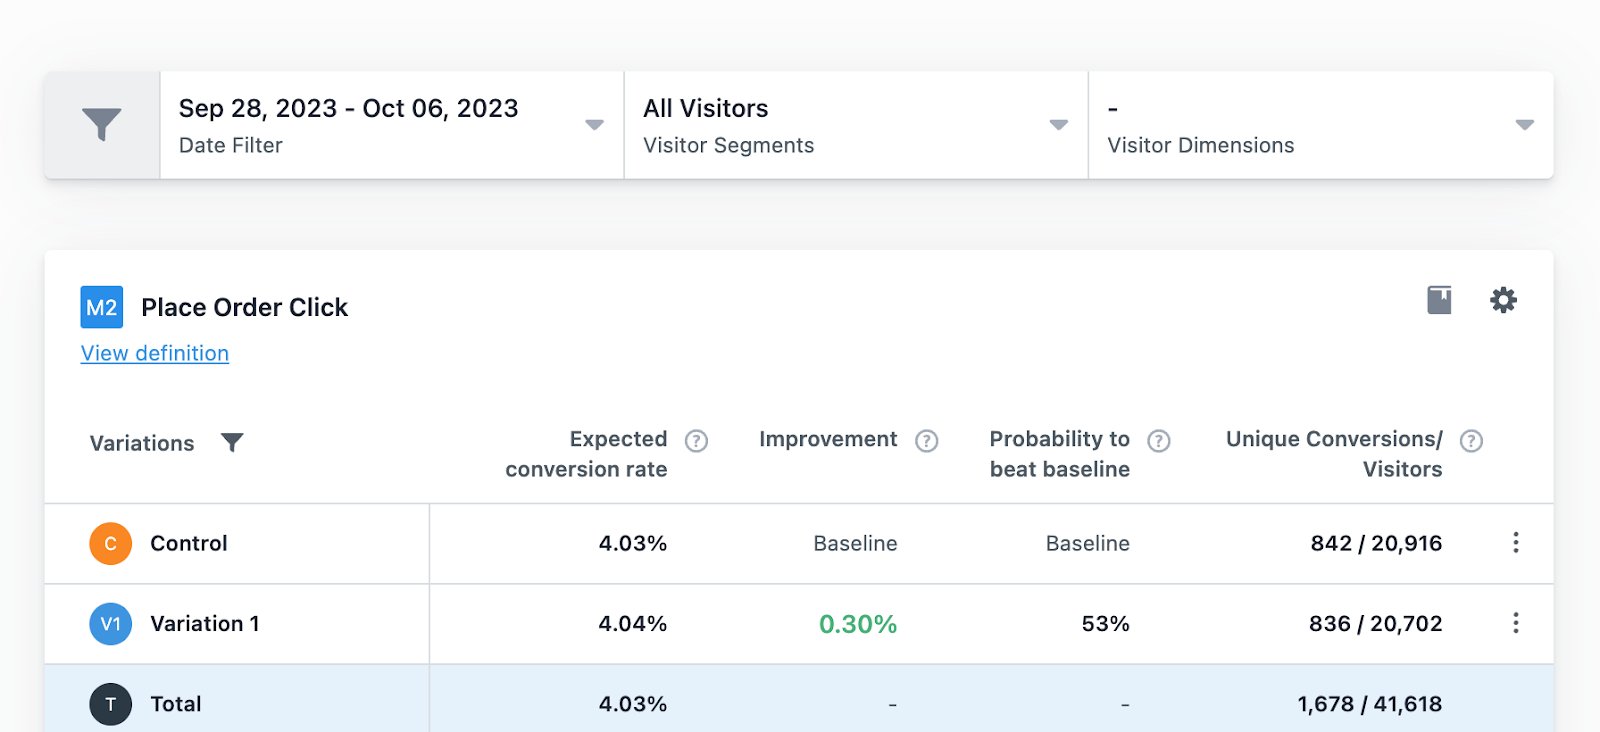 Sep 28, 2023 - Oct 06, 2023
Date Filter
All Visitors
Visitor Segments
-
Visitor Dimensions
M2 Place Order Click
View definition
Variations
Expected conversion rate ?
Improvement ?
Probability to beat baseline ?
Unique Conversions/ Visitors ?
C Control 4.03% Baseline Baseline 842 / 20,916
V1 Variation 1 4.04% 0.30% 53% 836 / 20,702
T Total 4.03% - - 1,678 / 41,618